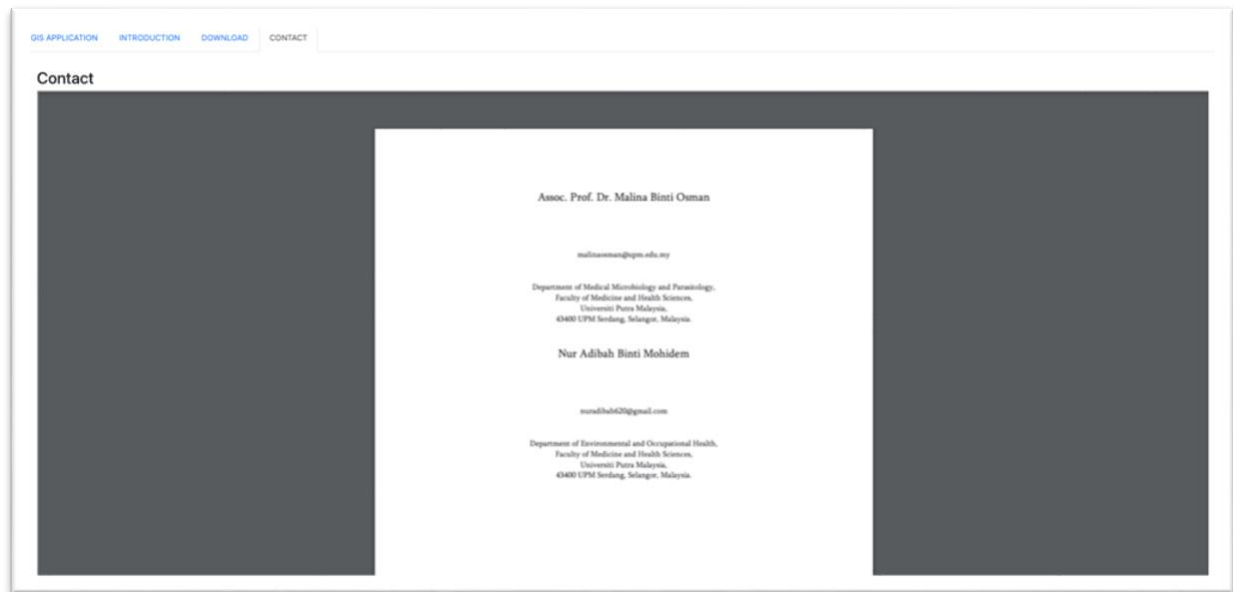 GIS APPLICATION INTRODUCTION DOWNLOAD CONTACT
Contact
Assoc. Prof. Dr. Malina Binti Osman
malinaosman@upm.edu.my
Department of Medical Microbiology and Parasitology,
Faculty of Medicine and Health Sciences,
Universiti Putra Malaysia,
43400 UPM Serdang, Selangor, Malaysia.
Nur Adibah Binti Mohidem
nuradibah620@gmail.com
Department of Environmental and Occupational Health,
Faculty of Medicine and Health Sciences,
Universiti Putra Malaysia,
43400 UPM Serdang, Selangor, Malaysia.